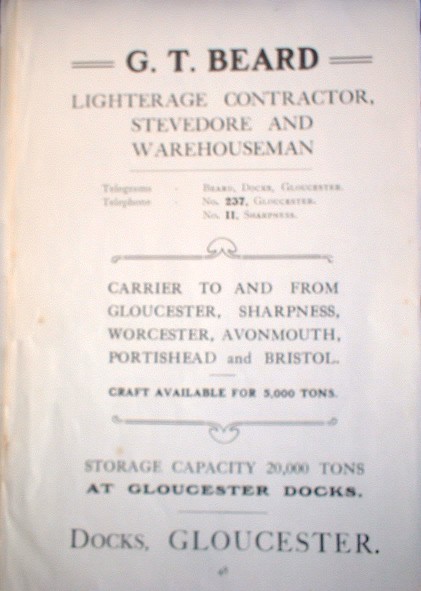 G. T. BEARD
LIGHTERAGE CONTRACTOR,
STEVEDORE AND
WAREHOUSEMAN
Telegrams - BEARD, DOCKS, GLOUCESTER.
Telephone - No. 237, GLOUCESTER.
No. 11, SHARPNESS.
CARRIER TO AND FROM
GLOUCESTER, SHARPNESS,
WORCESTER, AVONMOUTH,
PORTISHEAD and BRISTOL.
CRAFT AVAILABLE FOR 5,000 TONS.
STORAGE CAPACITY 20,000 TONS
AT GLOUCESTER DOCKS.
DOCKS, GLOUCESTER.